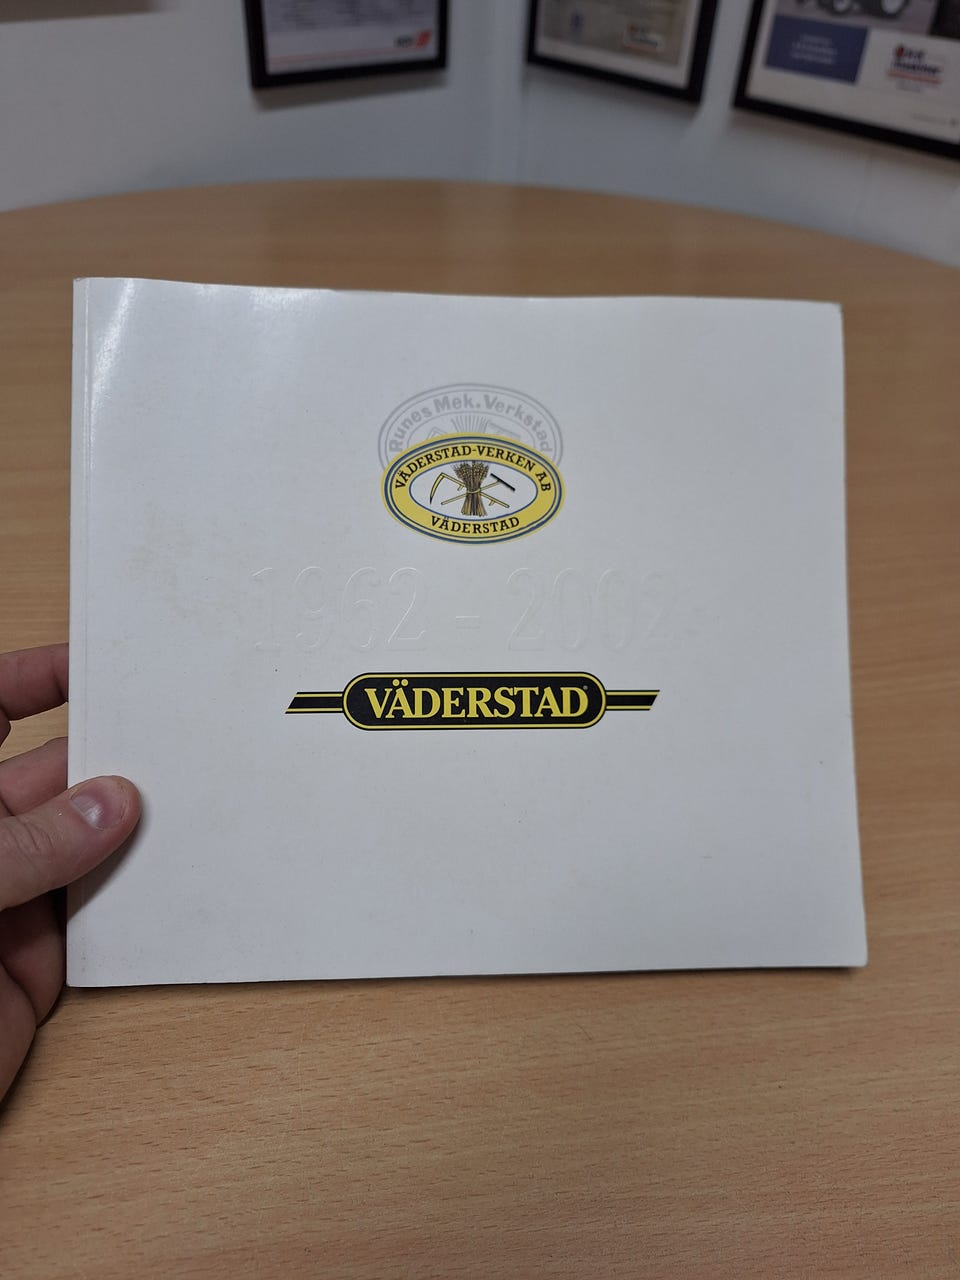 Runes Mek. Verkstad
VÄDERSTAD-VERKEN AB
VÄDERSTAD
1962 - 2002
VÄDERSTAD